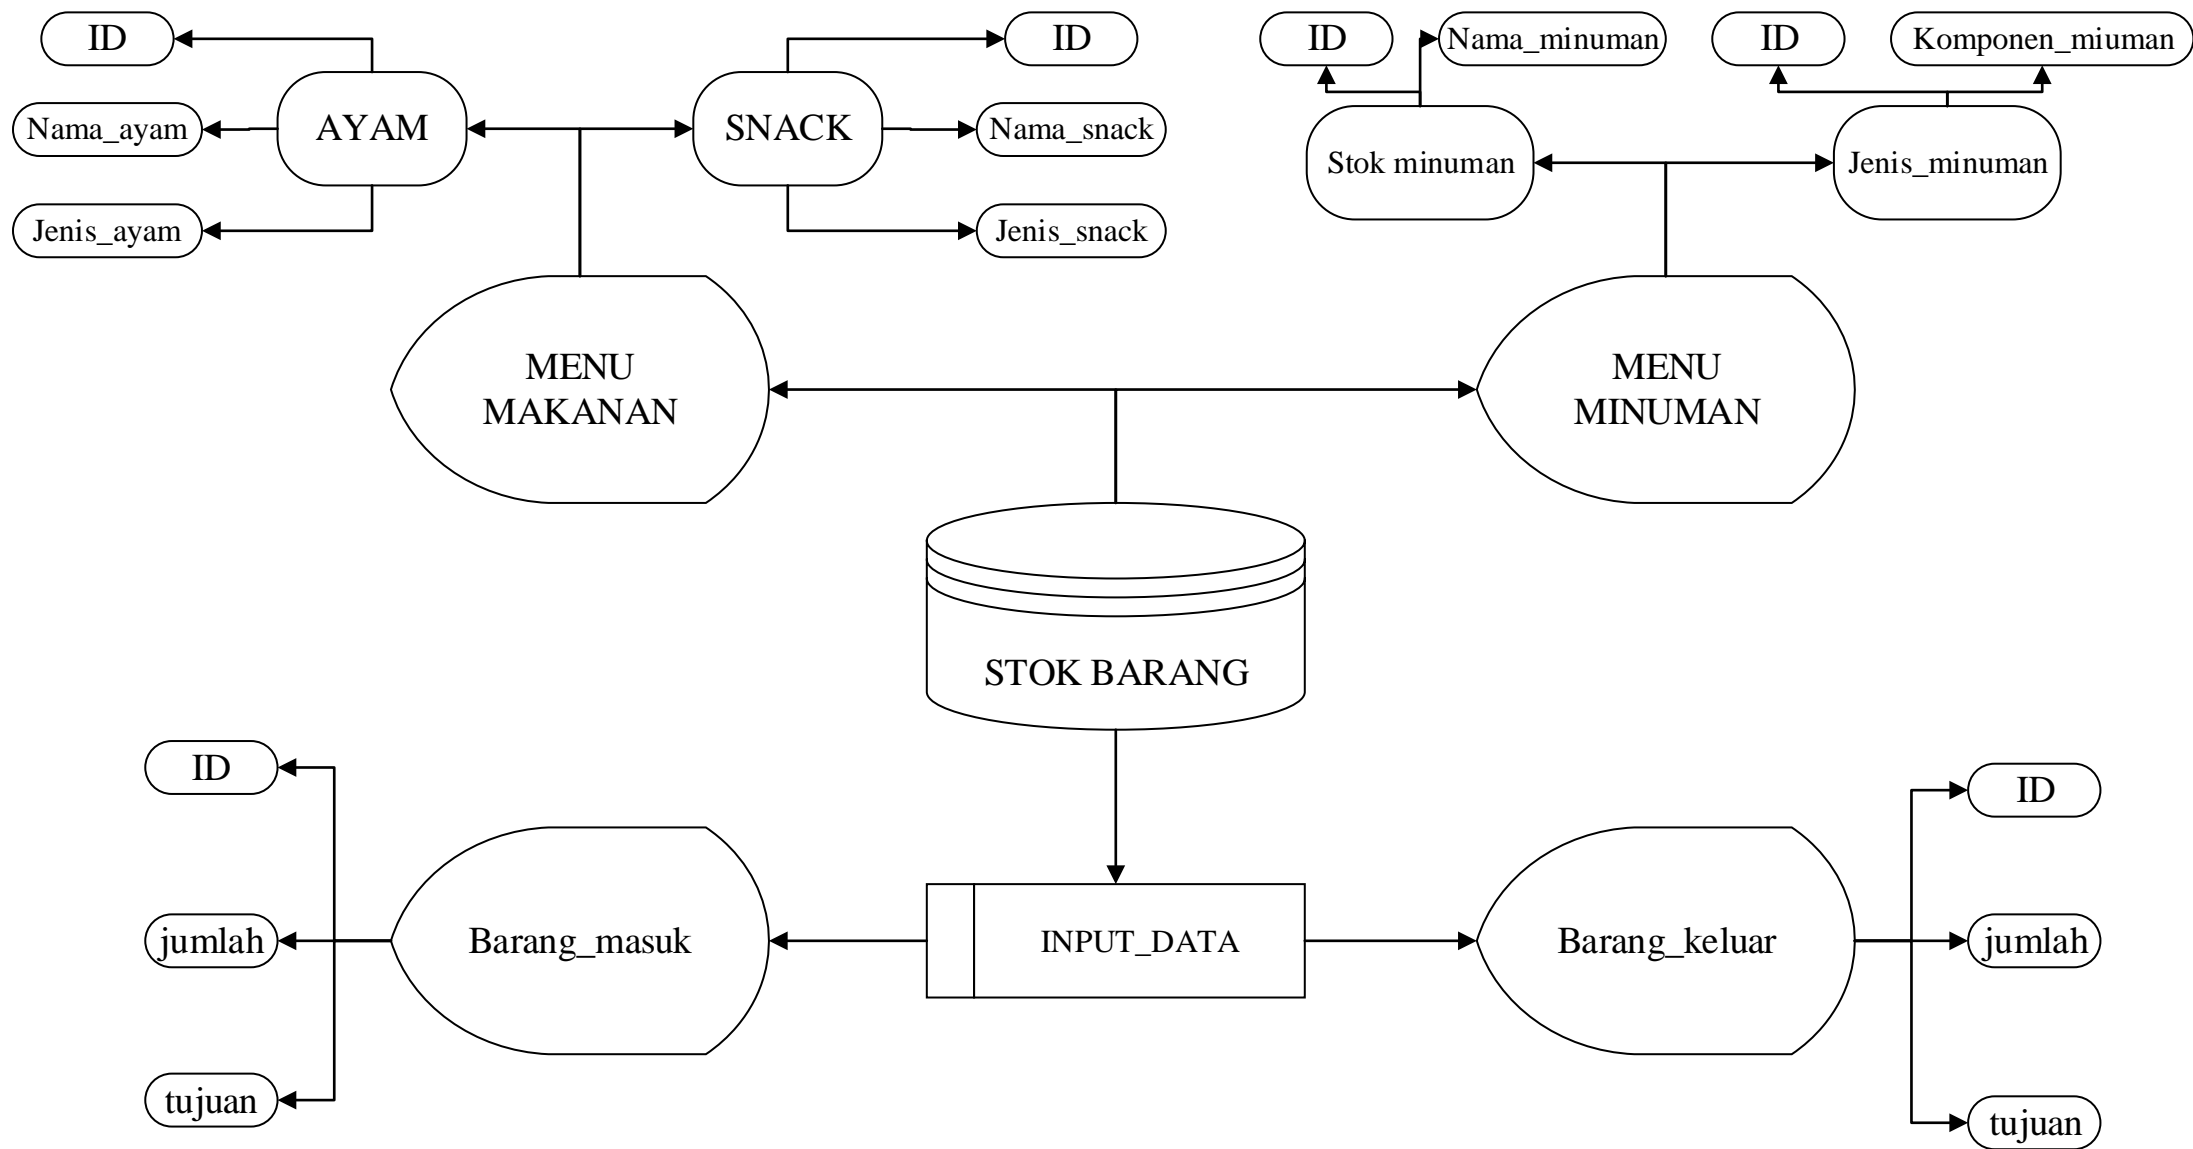 ID
ID
ID
Nama_minuman
ID
Komponen_miuman
Nama_ayam
AYAM
SNACK
Nama_snack
Stok minuman
Jenis_minuman
Jenis_ayam
Jenis_snack
MENU
MAKANAN
MENU
MINUMAN
STOK BARANG
ID
ID
jumlah
Barang_masuk
INPUT_DATA
Barang_keluar
jumlah
tujuan
tujuan